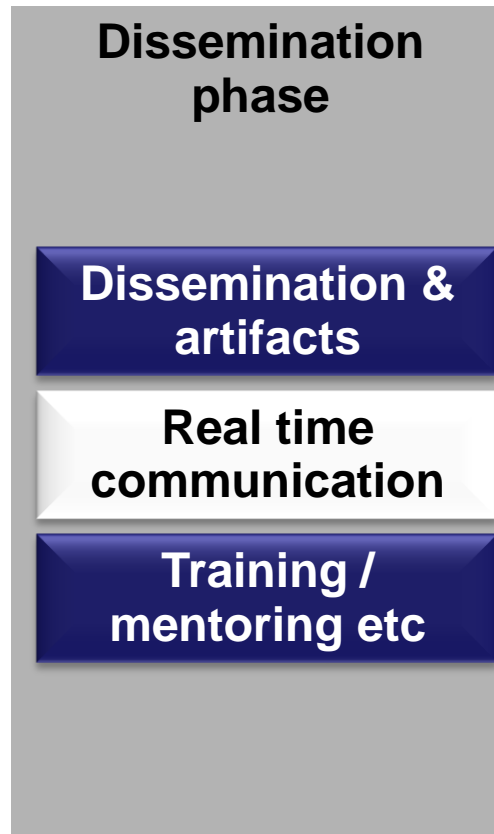 Dissemination
phase
Dissemination &
artifacts
Real time
communication
Training /
mentoring etc